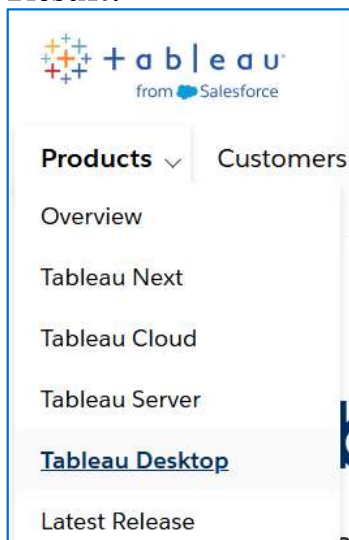 + a b | e a u
from Salesforce
Products Customers
Overview
Tableau Next
Tableau Cloud
Tableau Server
Tableau Desktop
Latest Release